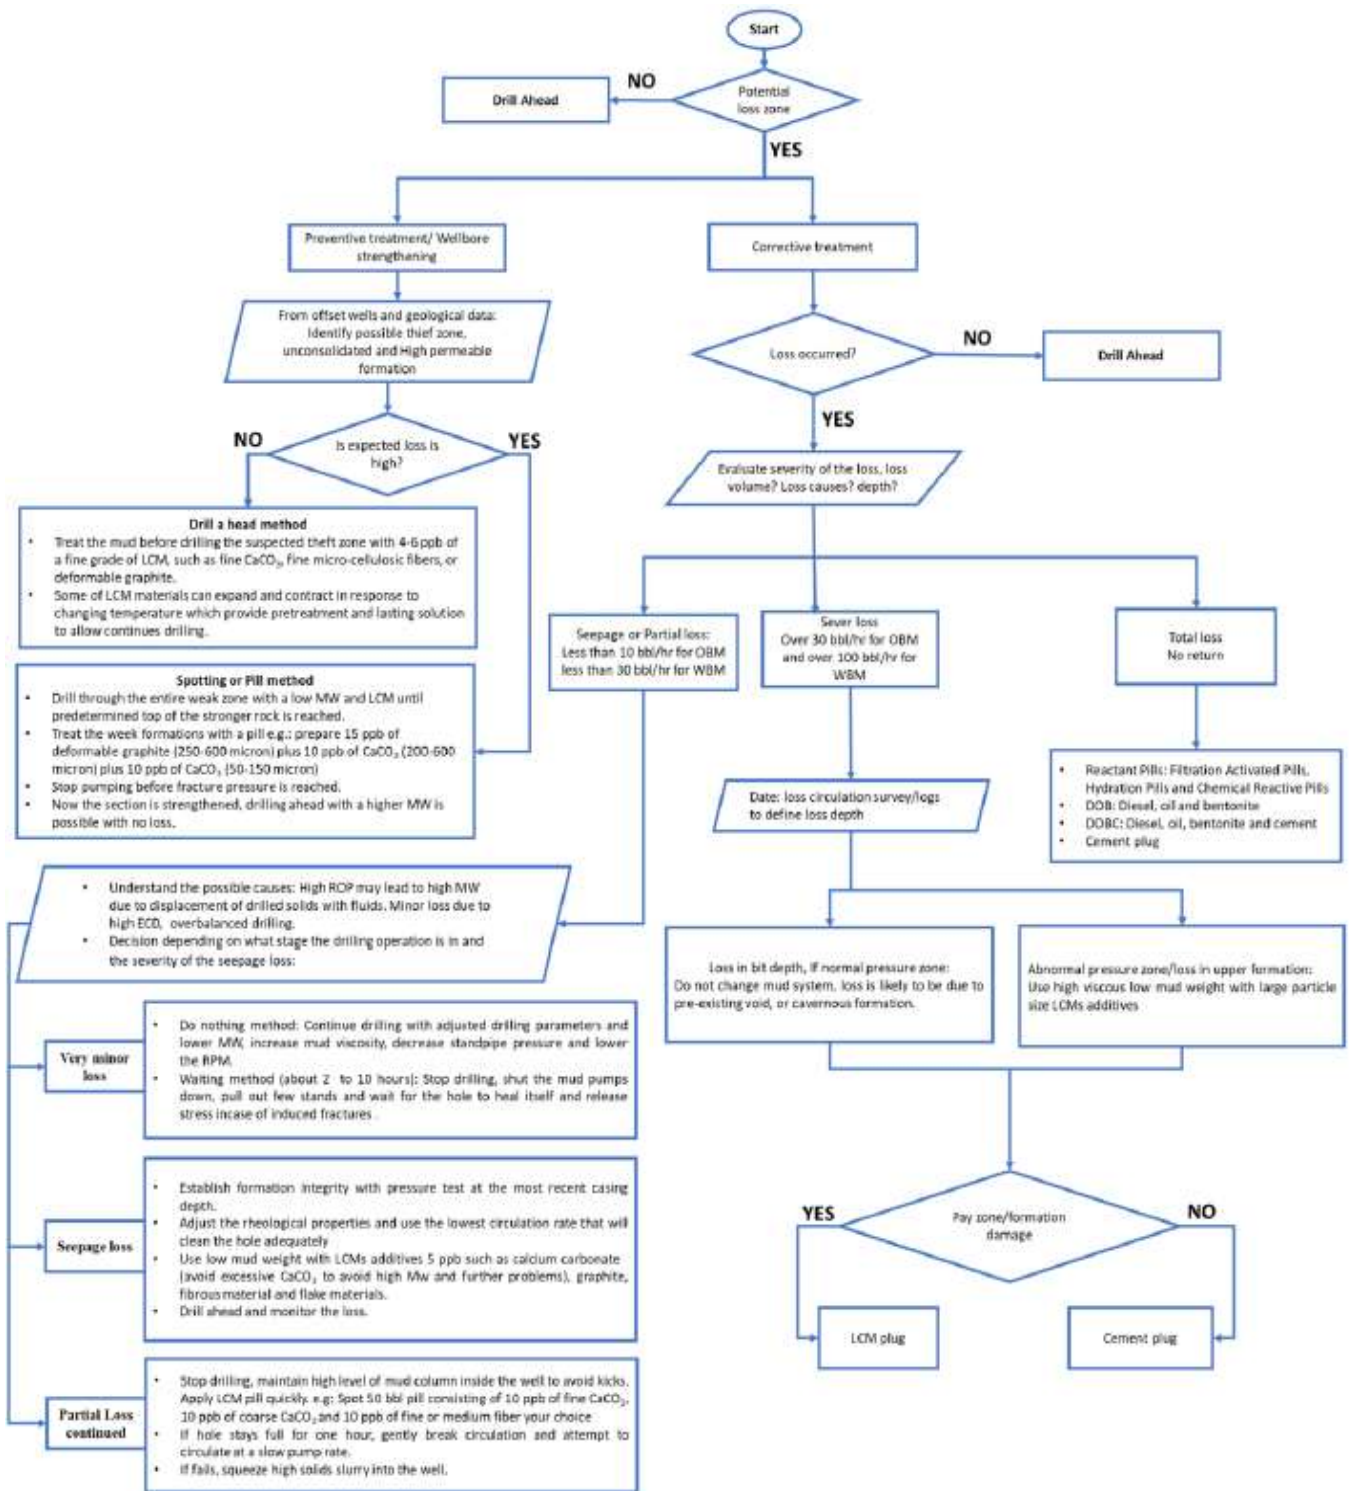 Start
Potential
loss zone
NO
Drill Ahead
YES
Preventive treatment/ Wellbore
strengthening
From offset wells and geological data:
Identify possible thief zone,
unconsolidated and High permeable
formation
Is expected loss is
high?
NO
YES
Drill a head method
• Treat the mud before drilling the suspected theft zone with 4-6 ppb of
a fine grade of LCM, such as fine CaCO₃, fine micro-cellulosic fibers, or
deformable graphite.
• Some of LCM materials can expand and contract in response to
changing temperature which provide pretreatment and lasting solution
to allow continues drilling.
Spotting or Pill method
• Drill through the entire weak zone with a low MW and LCM until
predetermined top of the stronger rock is reached.
• Treat the week formations with a pill e.g.: prepare 15 ppb of
deformable graphite (250-600 micron) plus 10 ppb of CaCO₃ (200-600
micron) plus 10 ppb of CaCO₃ (50-150 micron)
• Stop pumping before fracture pressure is reached.
• Now the section is strengthened, drilling ahead with a higher MW is
possible with no loss.
Corrective treatment
Loss occurred?
NO
Drill Ahead
YES
Evaluate severity of the loss, loss
volume? Loss causes? depth?
Seepage or Partial loss:
Less than 10 bbl/hr for OBM
less than 30 bbl/hr for WBM
Sever loss
Over 30 bbl/hr for OBM
and over 100 bbl/hr for
WBM
Total loss
No return
• Reactant Pills: Filtration Activated Pills,
Hydration Pills and Chemical Reactive Pills
• DOB: Diesel, oil and bentonite
• DOBC: Diesel, oil, bentonite and cement
• Cement plug
Date: loss circulation survey/logs
to define loss depth
Loss in bit depth, If normal pressure zone:
Do not change mud system, loss is likely to be due to
pre-existing void, or cavernous formation.
Abnormal pressure zone/loss in upper formation:
Use high viscous low mud weight with large particle
size LCMs additives
Pay zone/formation
damage
YES
NO
LCM plug
Cement plug
• Understand the possible causes: High ROP may lead to high MW
due to displacement of drilled solids with fluids. Minor loss due to
high ECD, overbalanced drilling.
• Decision depending on what stage the drilling operation is in and
the severity of the seepage loss:
Very minor
loss
• Do nothing method: Continue drilling with adjusted drilling parameters and
lower MW, increase mud viscosity, decrease standpipe pressure and lower
the RPM.
• Waiting method (about 2 to 10 hours): Stop drilling, shut the mud pumps
down, pull out few stands and wait for the hole to heal itself and release
stress incase of induced fractures .
Seepage loss
• Establish formation integrity with pressure test at the most recent casing
depth.
• Adjust the rheological properties and use the lowest circulation rate that will
clean the hole adequately
• Use low mud weight with LCMs additives 5 ppb such as calcium carbonate
(avoid excessive CaCO₃ to avoid high Mw and further problems), graphite,
fibrous material and flake materials.
• Drill ahead and monitor the loss.
Partial Loss
continued
• Stop drilling, maintain high level of mud column inside the well to avoid kicks.
Apply LCM pill quickly. e.g: Spot 50 bbl pill consisting of 10 ppb of fine CaCO₃,
10 ppb of coarse CaCO₃ and 10 ppb of fine or medium fiber your choice
• If hole stays full for one hour, gently break circulation and attempt to
circulate at a slow pump rate.
• If fails, squeeze high solids slurry into the well.